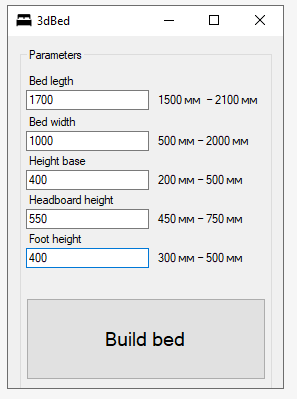 3dBed
Parameters
Bed legth
1700 1500 мм – 2100 мм
Bed width
1000 500 мм – 2000 мм
Height base
400 200 мм – 500 мм
Headboard height
550 450 мм – 750 мм
Foot height
400 300 мм – 500 мм
Build bed